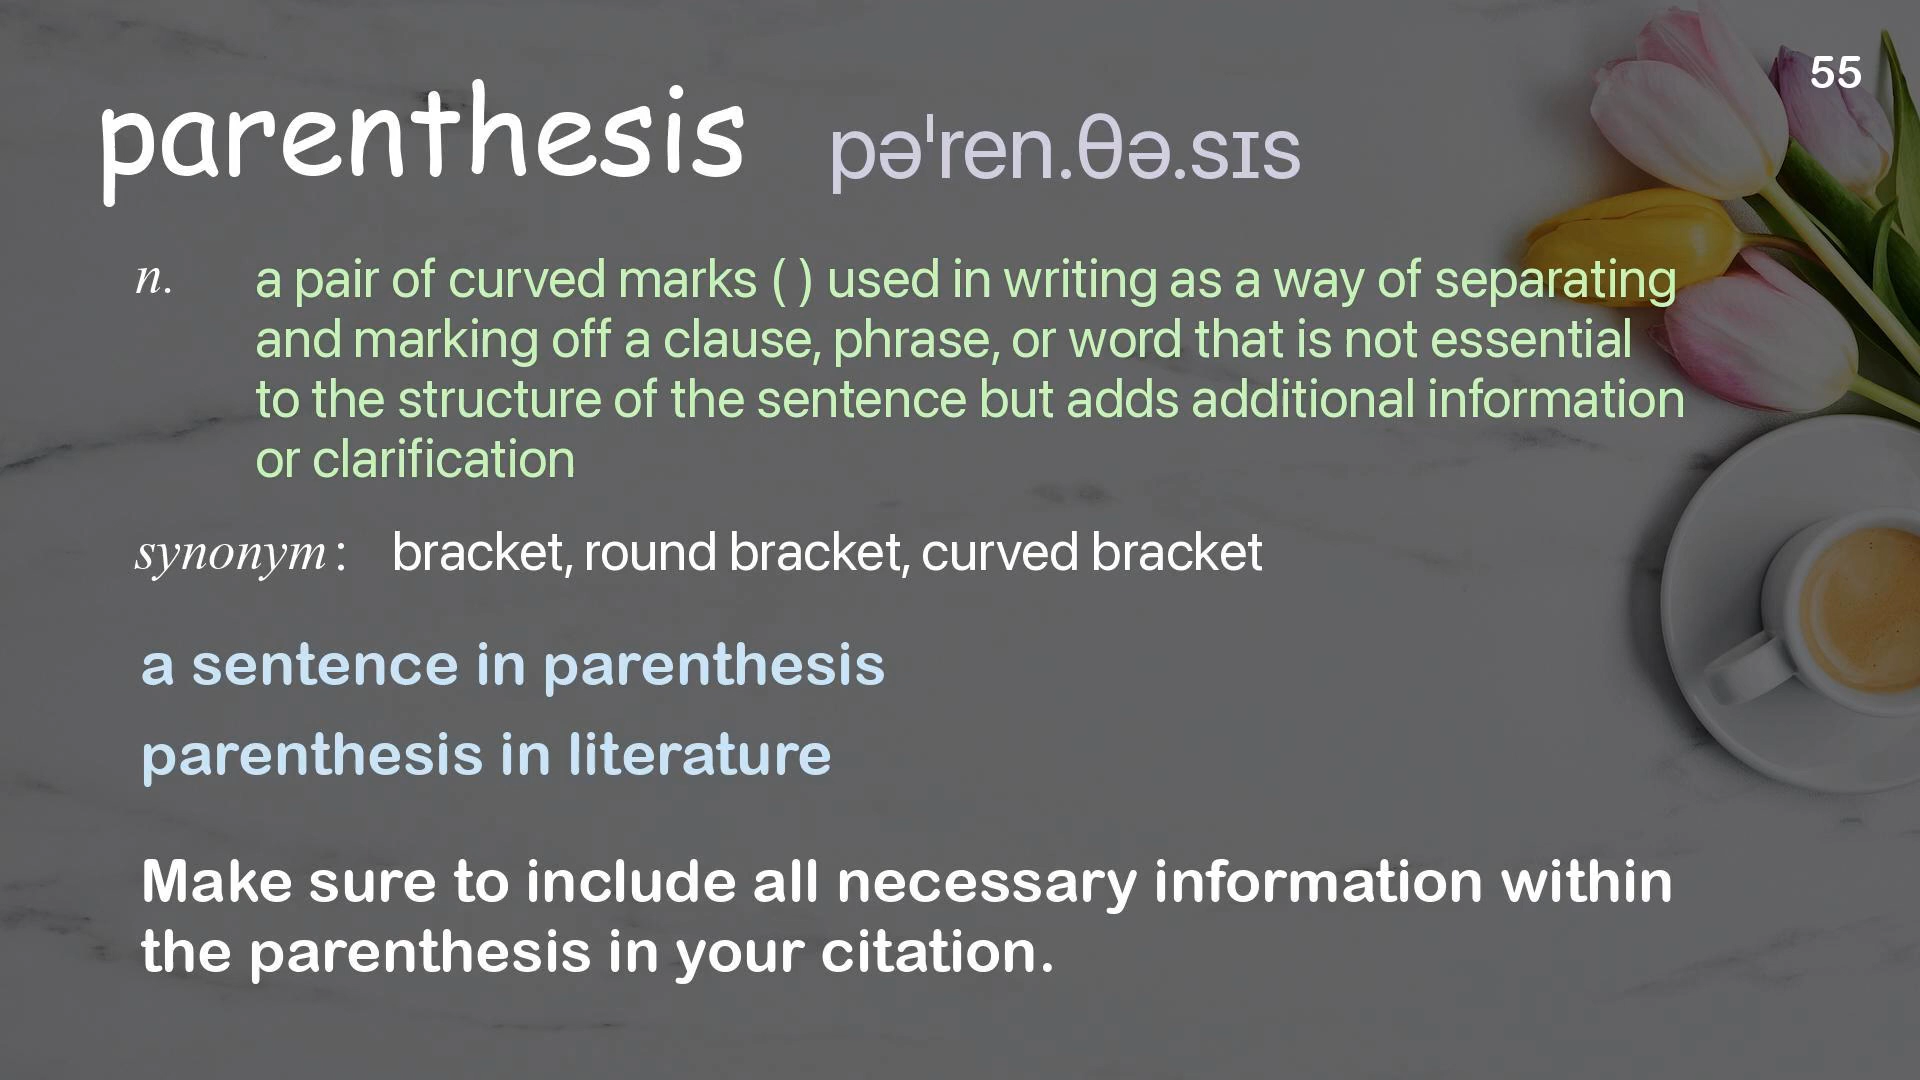 55
parenthesis pəˈren.θə.sɪs
n. a pair of curved marks ( ) used in writing as a way of separating
and marking off a clause, phrase, or word that is not essential
to the structure of the sentence but adds additional information
or clarification
synonym: bracket, round bracket, curved bracket
a sentence in parenthesis
parenthesis in literature
Make sure to include all necessary information within
the parenthesis in your citation.